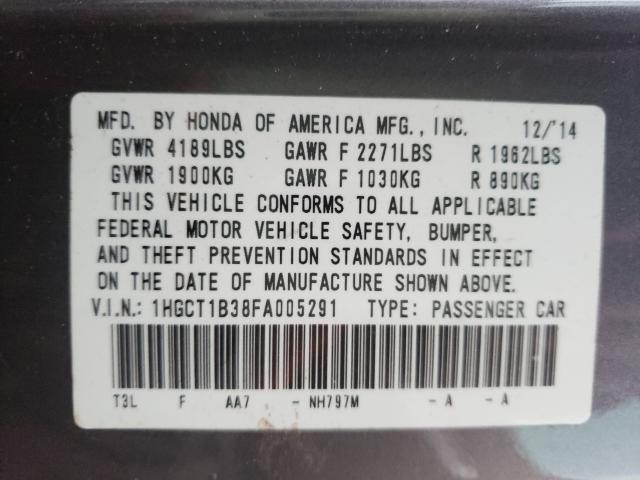 MFD. BY HONDA OF AMERICA MFG., INC. 12/'14
GVWR 4189LBS GAWR F 2271LBS R 1962LBS
GVWR 1900KG GAWR F 1030KG R 890KG
THIS VEHICLE CONFORMS TO ALL APPLICABLE
FEDERAL MOTOR VEHICLE SAFETY, BUMPER,
AND THEFT PREVENTION STANDARDS IN EFFECT
ON THE DATE OF MANUFACTURE SHOWN ABOVE.
V.I.N.: 1HGCT1B38FA005291 TYPE: PASSENGER CAR
T3L F AA7 - NH797M - A - A